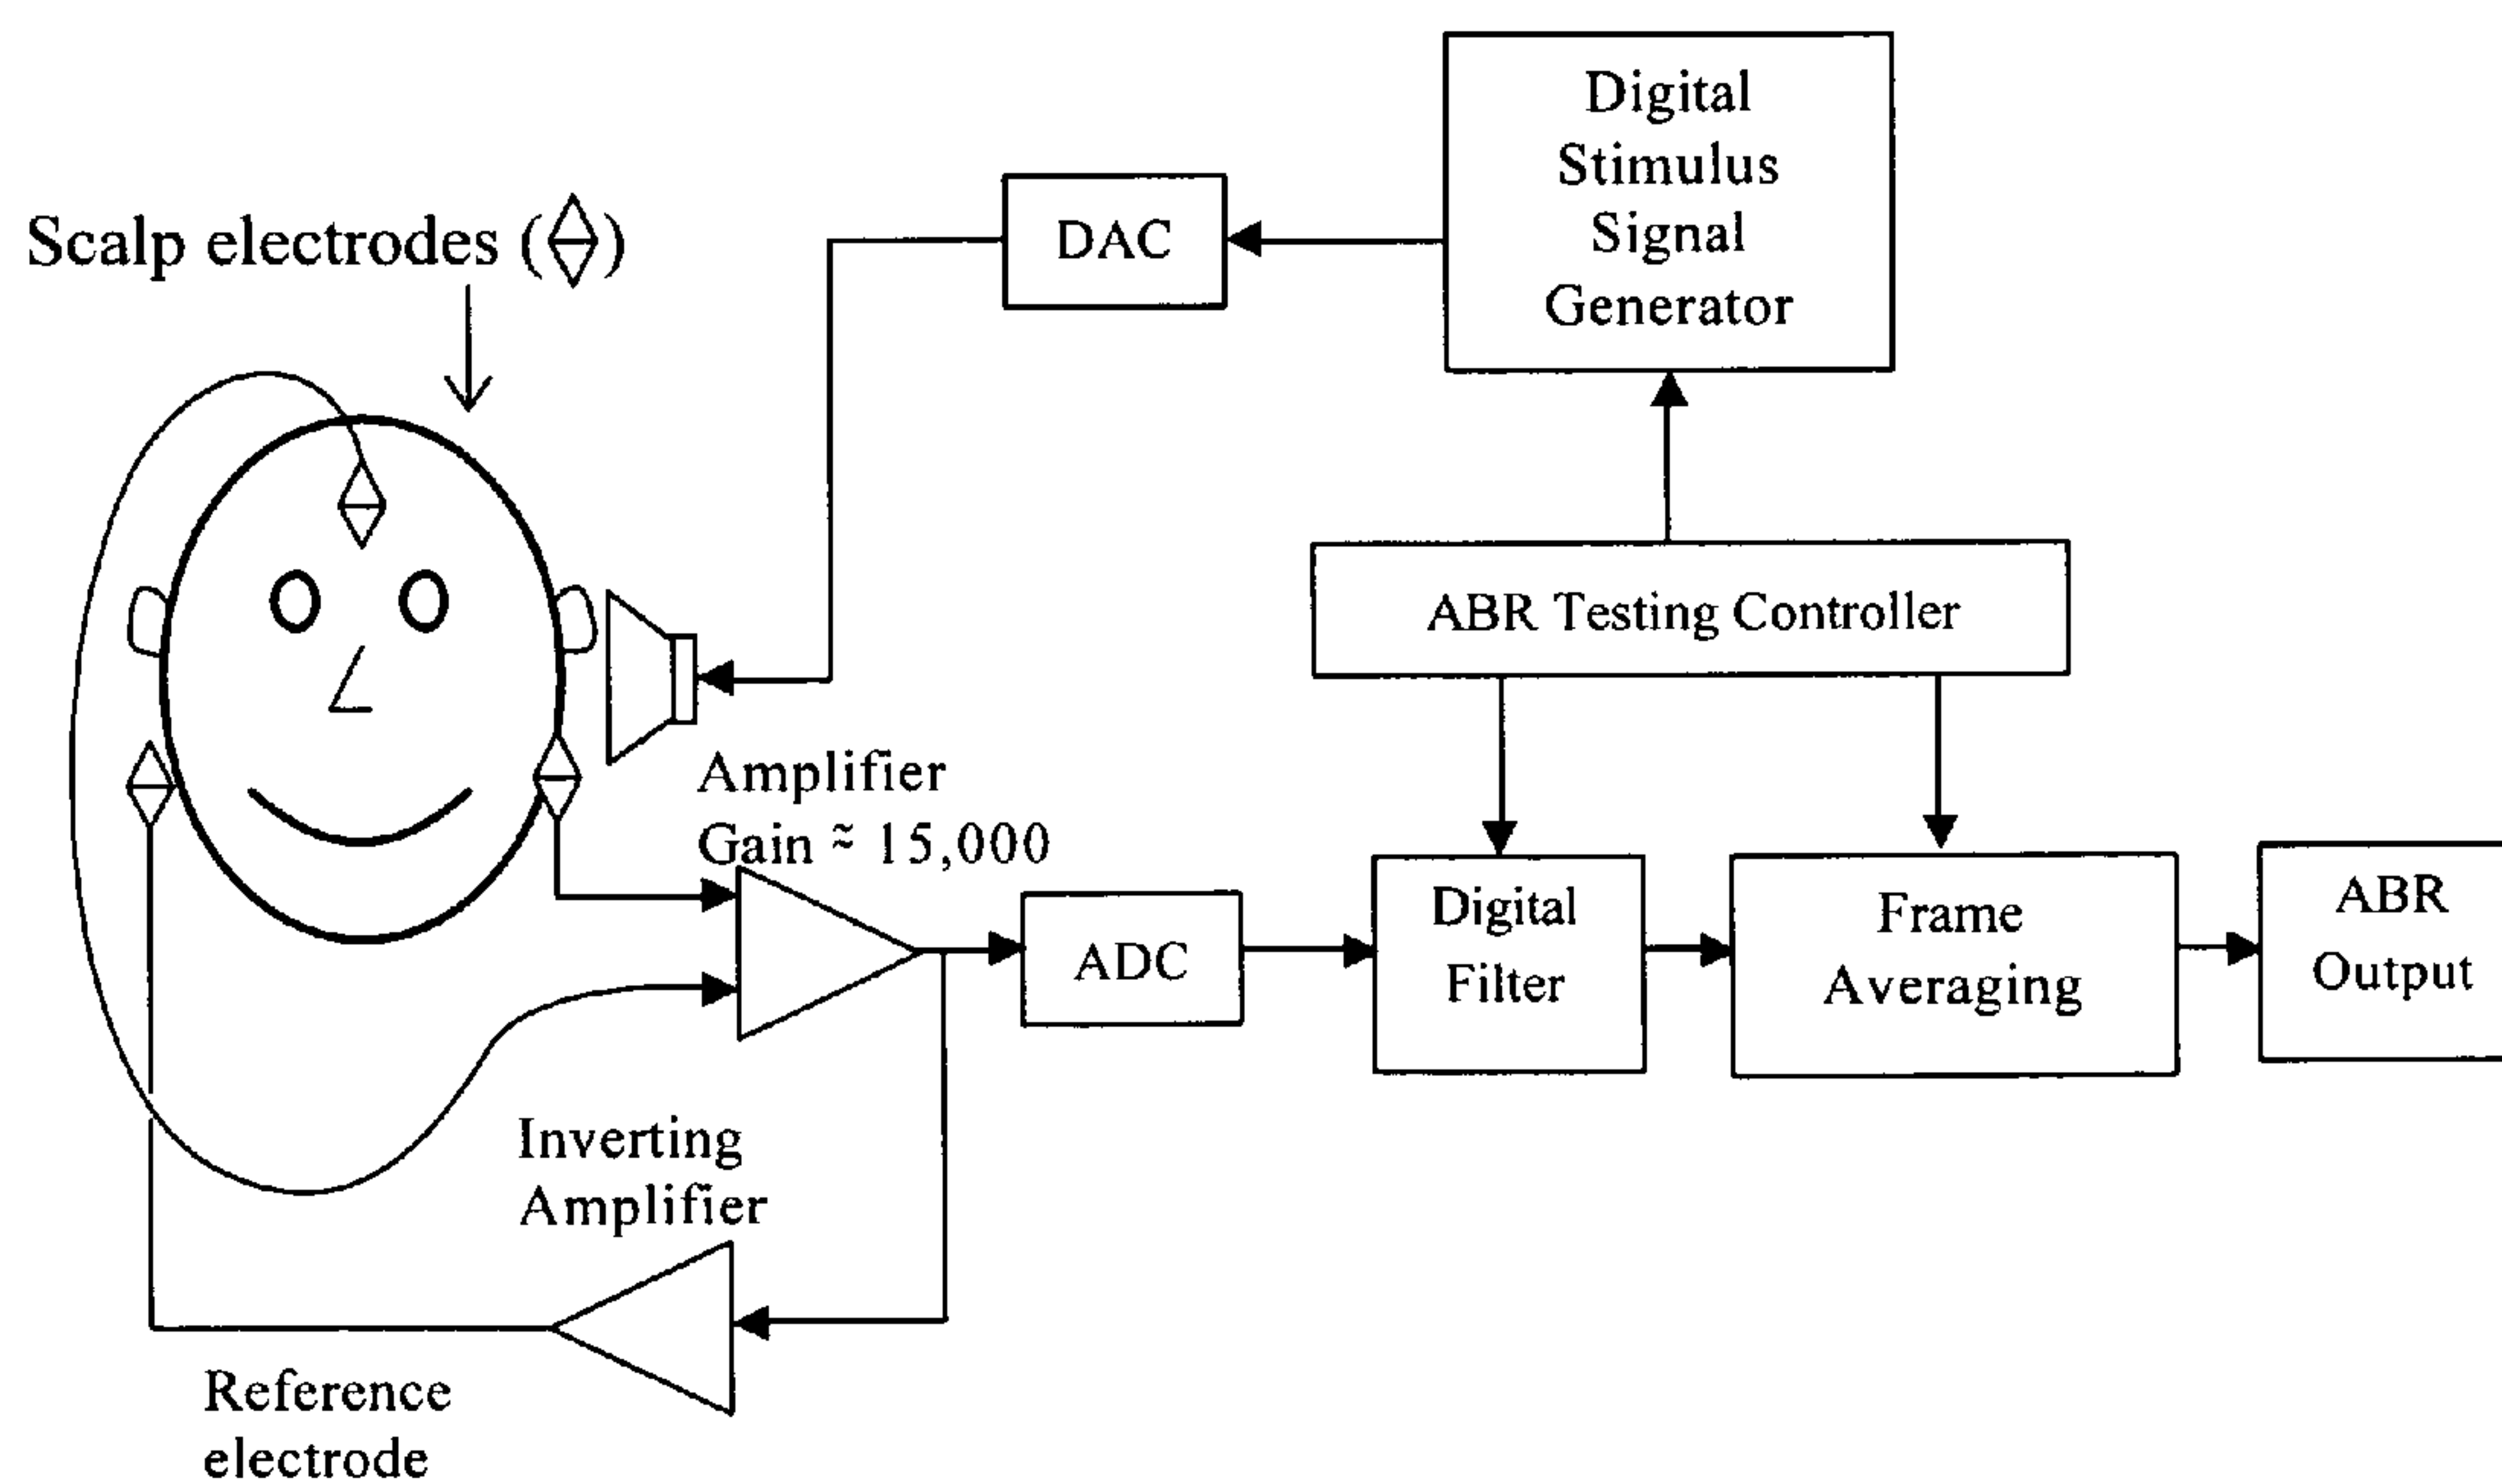 Digital
Stimulus
Signal
Generator
DAC
Scalp electrodes ( )
ABR Testing Controller
Amplifier
Gain ≈ 15,000
ADC
Digital
Filter
Frame
Averaging
ABR
Output
Inverting
Amplifier
Reference
electrode